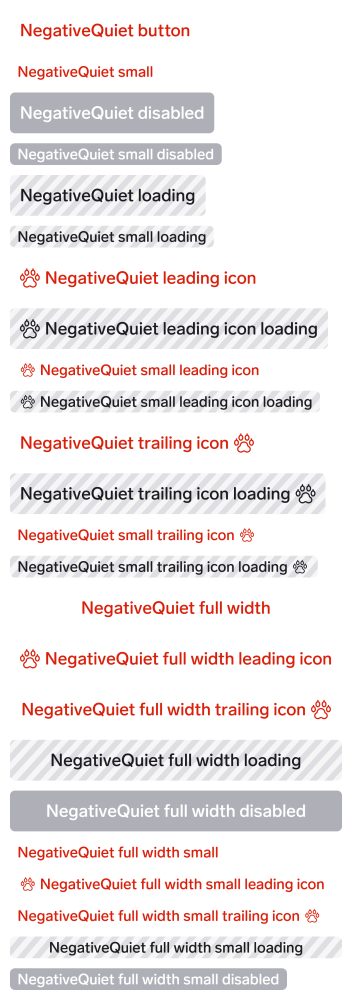 NegativeQuiet button
NegativeQuiet small
NegativeQuiet disabled
NegativeQuiet small disabled
NegativeQuiet loading
NegativeQuiet small loading
NegativeQuiet leading icon
NegativeQuiet leading icon loading
NegativeQuiet small leading icon
NegativeQuiet small leading icon loading
NegativeQuiet trailing icon
NegativeQuiet trailing icon loading
NegativeQuiet small trailing icon
NegativeQuiet small trailing icon loading
NegativeQuiet full width
NegativeQuiet full width leading icon
NegativeQuiet full width trailing icon
NegativeQuiet full width loading
NegativeQuiet full width disabled
NegativeQuiet full width small
NegativeQuiet full width small leading icon
NegativeQuiet full width small trailing icon
NegativeQuiet full width small loading
NegativeQuiet full width small disabled